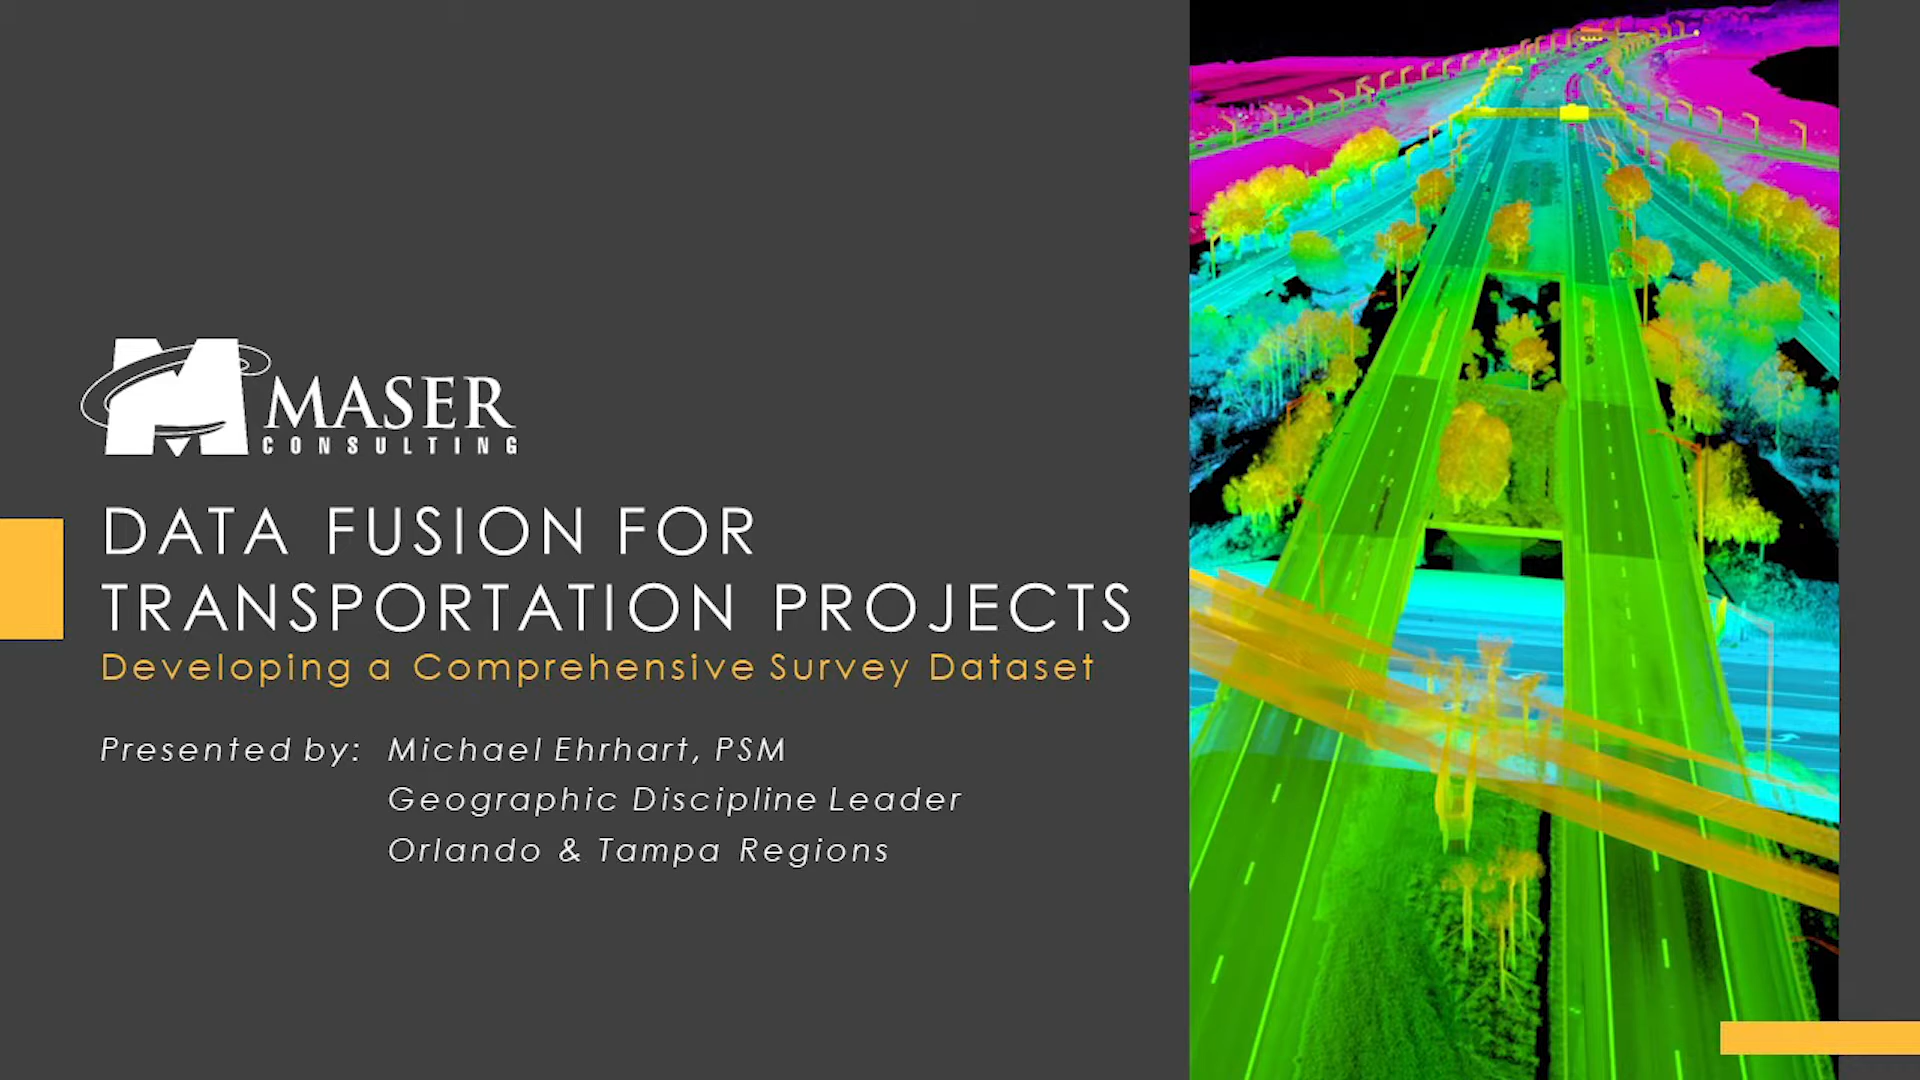 MASER
CONSULTING
DATA FUSION FOR
TRANSPORTATION PROJECTS
Developing a Comprehensive Survey Dataset
Presented by: Michael Ehrhart, PSM
Geographic Discipline Leader
Orlando & Tampa Regions